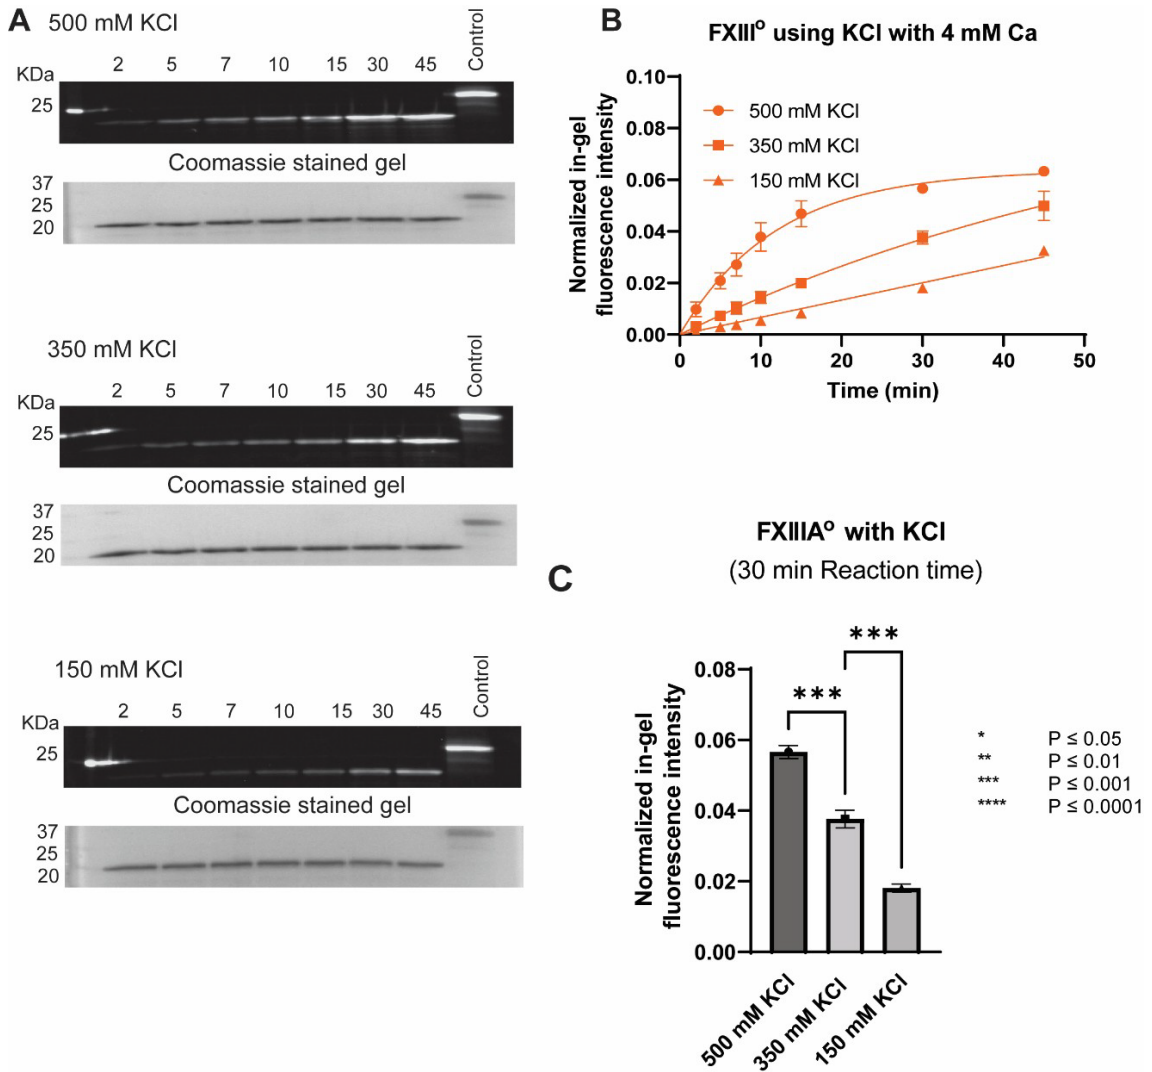 A
500 mM KCl
2 5 7 10 15 30 45 Control
KDa
25
Coomassie stained gel
37
25
20
350 mM KCl
2 5 7 10 15 30 45 Control
KDa
25
Coomassie stained gel
37
25
20
150 mM KCl
2 5 7 10 15 30 45 Control
KDa
25
Coomassie stained gel
37
25
20
B
FXIIIº using KCl with 4 mM Ca
Normalized in-gel
fluorescence intensity
0.10
0.08
0.06
0.04
0.02
0.00
500 mM KCl
350 mM KCl
150 mM KCl
0 10 20 30 40 50
Time (min)
C
FXIIIAº with KCl
(30 min Reaction time)
Normalized in-gel
fluorescence intensity
0.08
0.06
0.04
0.02
0.00
***
***
500 mM KCl
350 mM KCl
150 mM KCl
* P ≤ 0.05
** P ≤ 0.01
*** P ≤ 0.001
**** P ≤ 0.0001